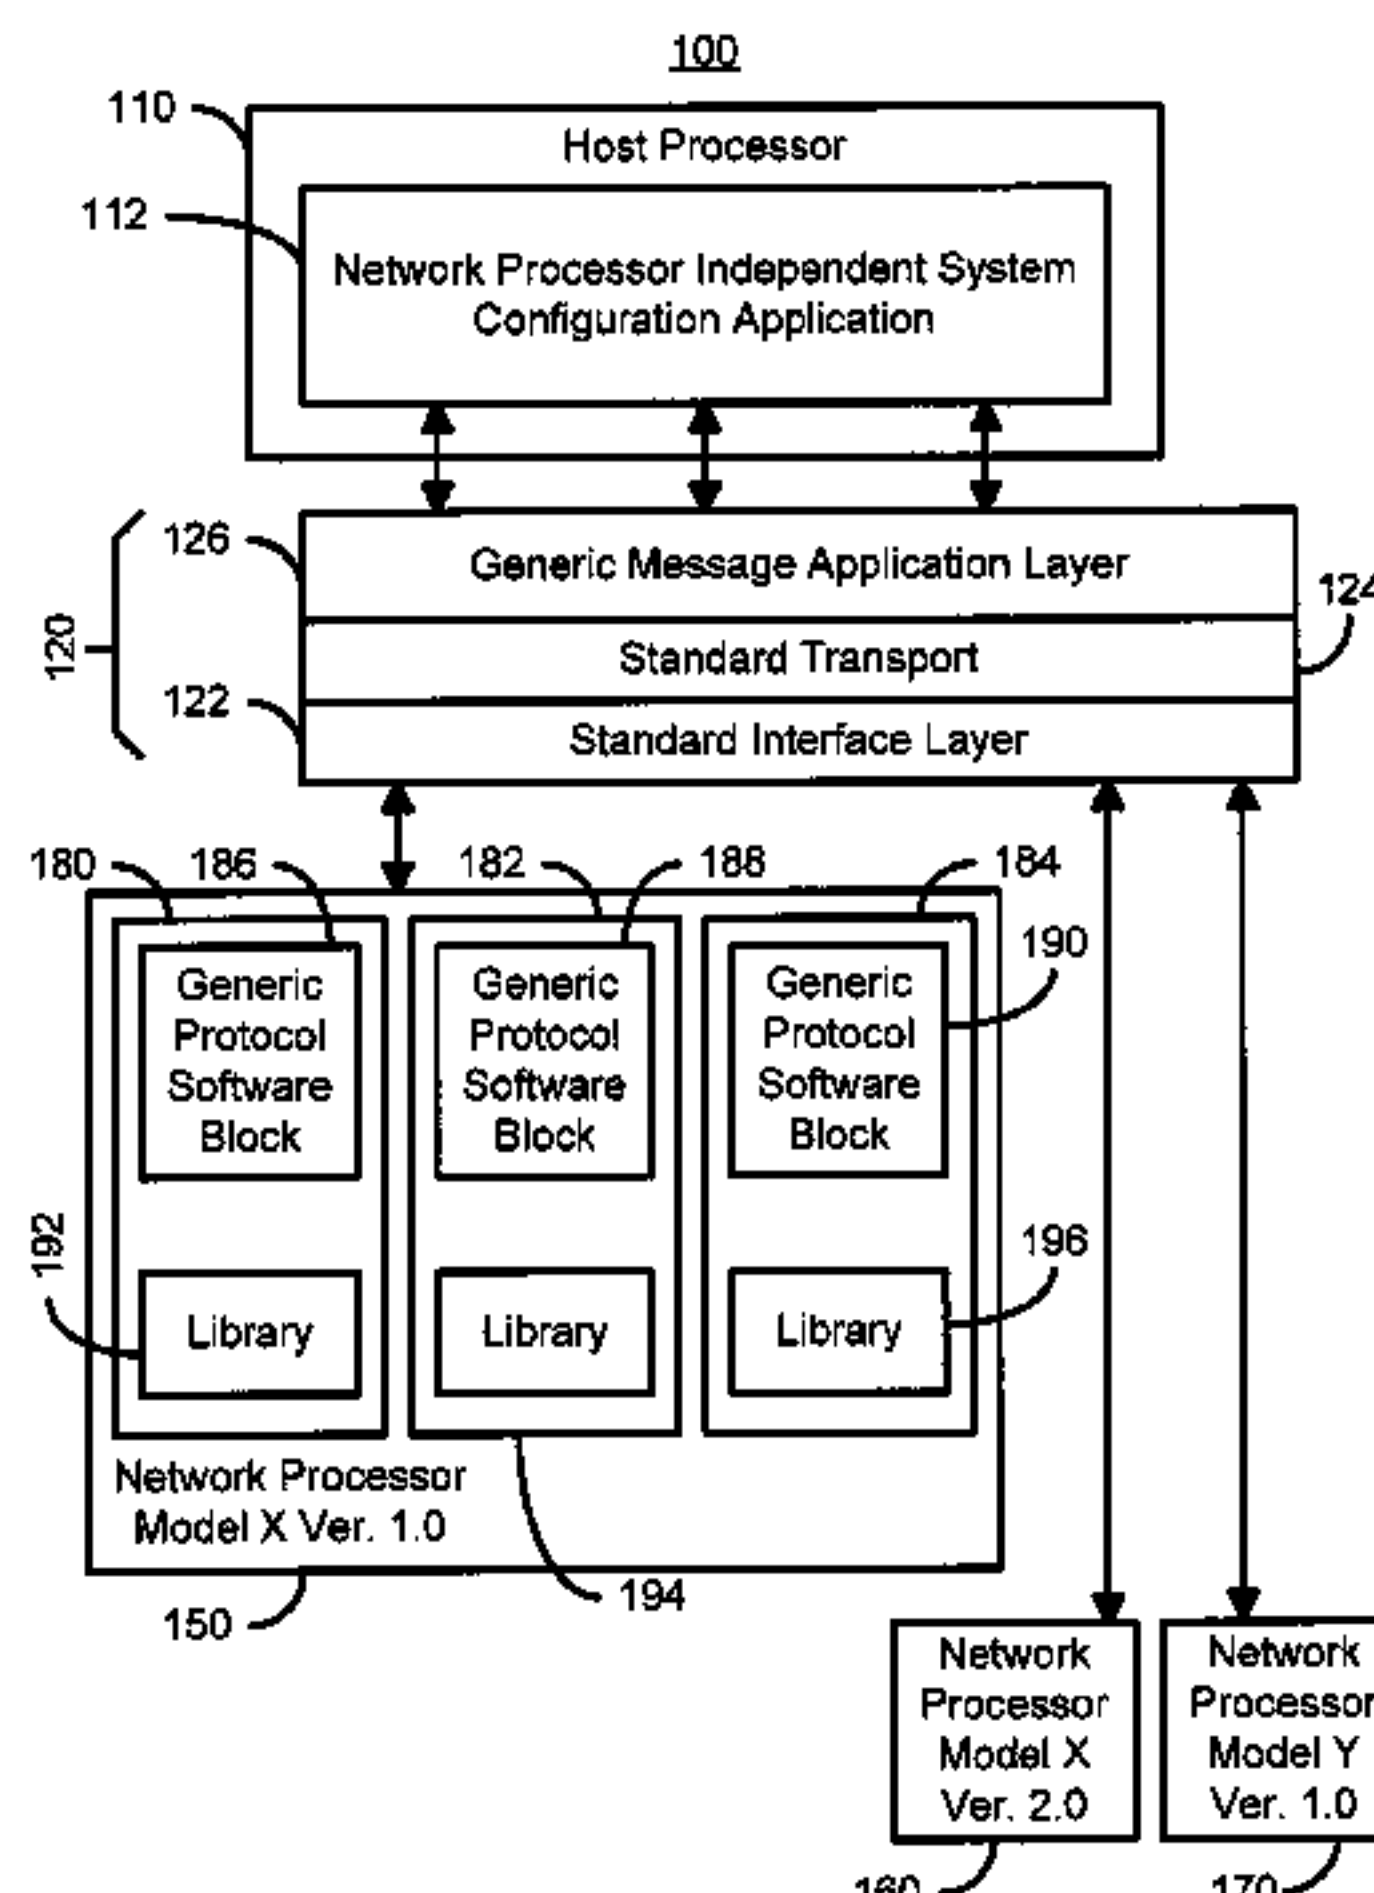 100
110
Host Processor
112
Network Processor Independent System
Configuration Application
126
Generic Message Application Layer
124
120
Standard Transport
122
Standard Interface Layer
180
186
182
188
184
190
Generic
Protocol
Software
Block
Generic
Protocol
Software
Block
Generic
Protocol
Software
Block
192
196
Library
Library
Library
Network Processor
Model X Ver. 1.0
194
150
Network
Processor
Model X
Ver. 2.0
Network
Processor
Model Y
Ver. 1.0
160
170